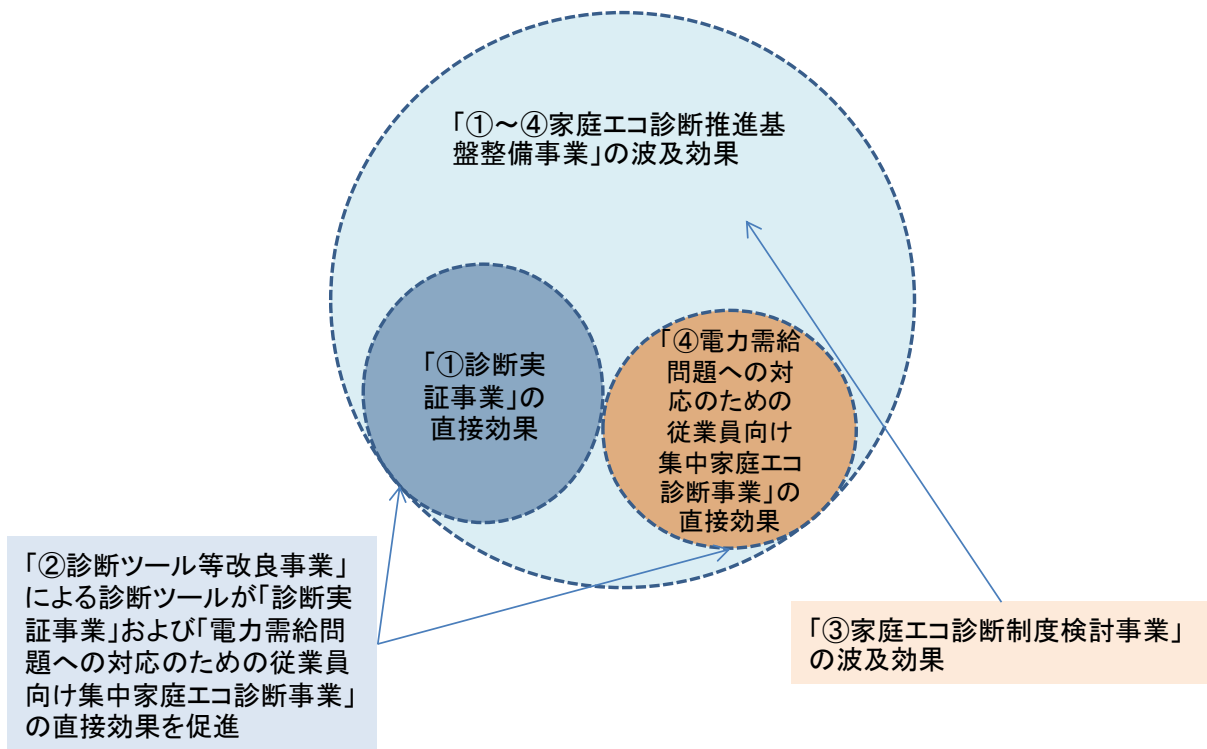 「①～④家庭エコ診断推進基
盤整備事業」の波及効果
「①診断実
証事業」の
直接効果
「④電力需給
問題への対
応のための
従業員向け
集中家庭エコ
診断事業」の
直接効果
「②診断ツール等改良事業」
による診断ツールが「診断実
証事業」および「電力需給問
題への対応のための従業員
向け集中家庭エコ診断事業」
の直接効果を促進
「③家庭エコ診断制度検討事業」
の波及効果